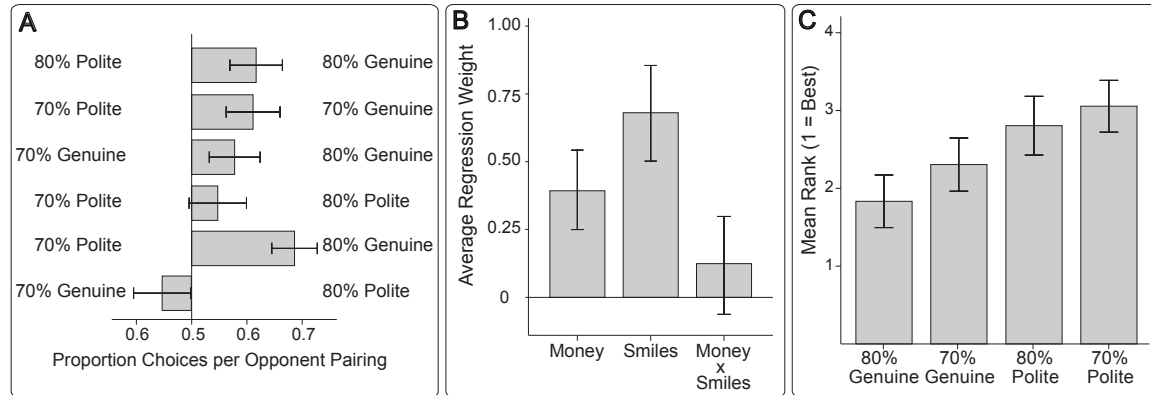 A
80% Polite 80% Genuine
70% Polite 70% Genuine
70% Genuine 80% Genuine
70% Polite 80% Polite
70% Polite 80% Genuine
70% Genuine 80% Polite
0.6 0.5 0.6 0.7
Proportion Choices per Opponent Pairing
B
Average Regression Weight
1.00
0.75
0.50
0.25
0
Money Smiles Money
x
Smiles
C
Mean Rank (1 = Best)
4
3
2
1
80% 70% 80% 70%
Genuine Genuine Polite Polite